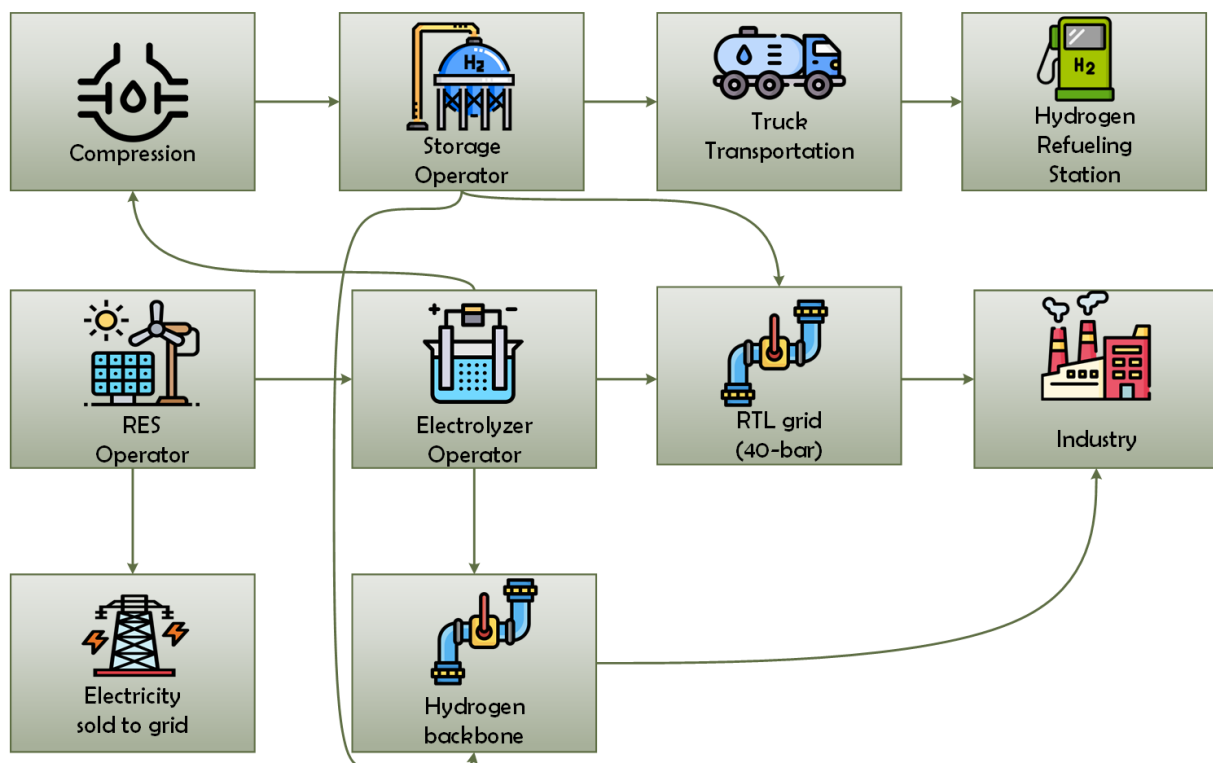 Compression
H2
Storage
Operator
Truck
Transportation
H2
Hydrogen
Refueling
Station
RES
Operator
+ −
Electrolyzer
Operator
RTL grid
(40-bar)
Industry
Electricity
sold to grid
Hydrogen
backbone